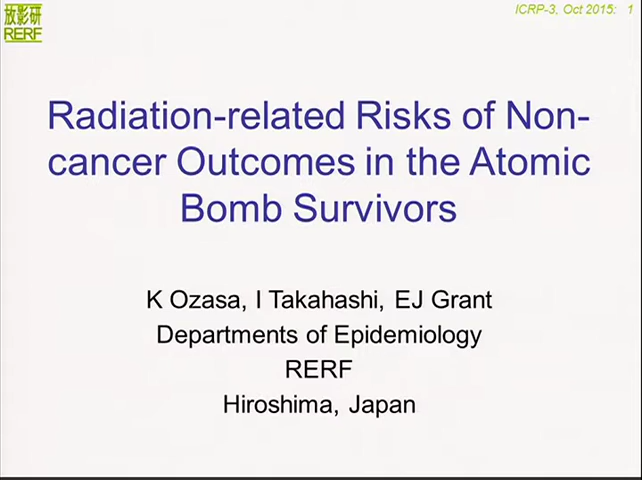 放影研
RERF
ICRP-3, Oct 2015: 1
Radiation-related Risks of Non-
cancer Outcomes in the Atomic
Bomb Survivors
K Ozasa, I Takahashi, EJ Grant
Departments of Epidemiology
RERF
Hiroshima, Japan